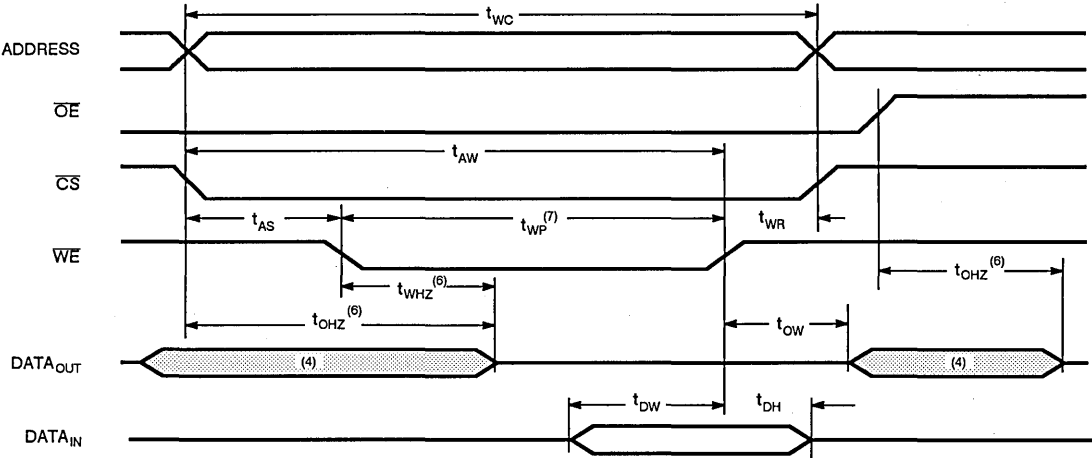 tWC
ADDRESS
OE
tAW
CS
tAS
tWP(7)
tWR
WE
tWHZ(6)
tOHZ(6)
tOHZ(6)
tOW
DATAOUT
(4)
(4)
tDW
tDH
DATAIN